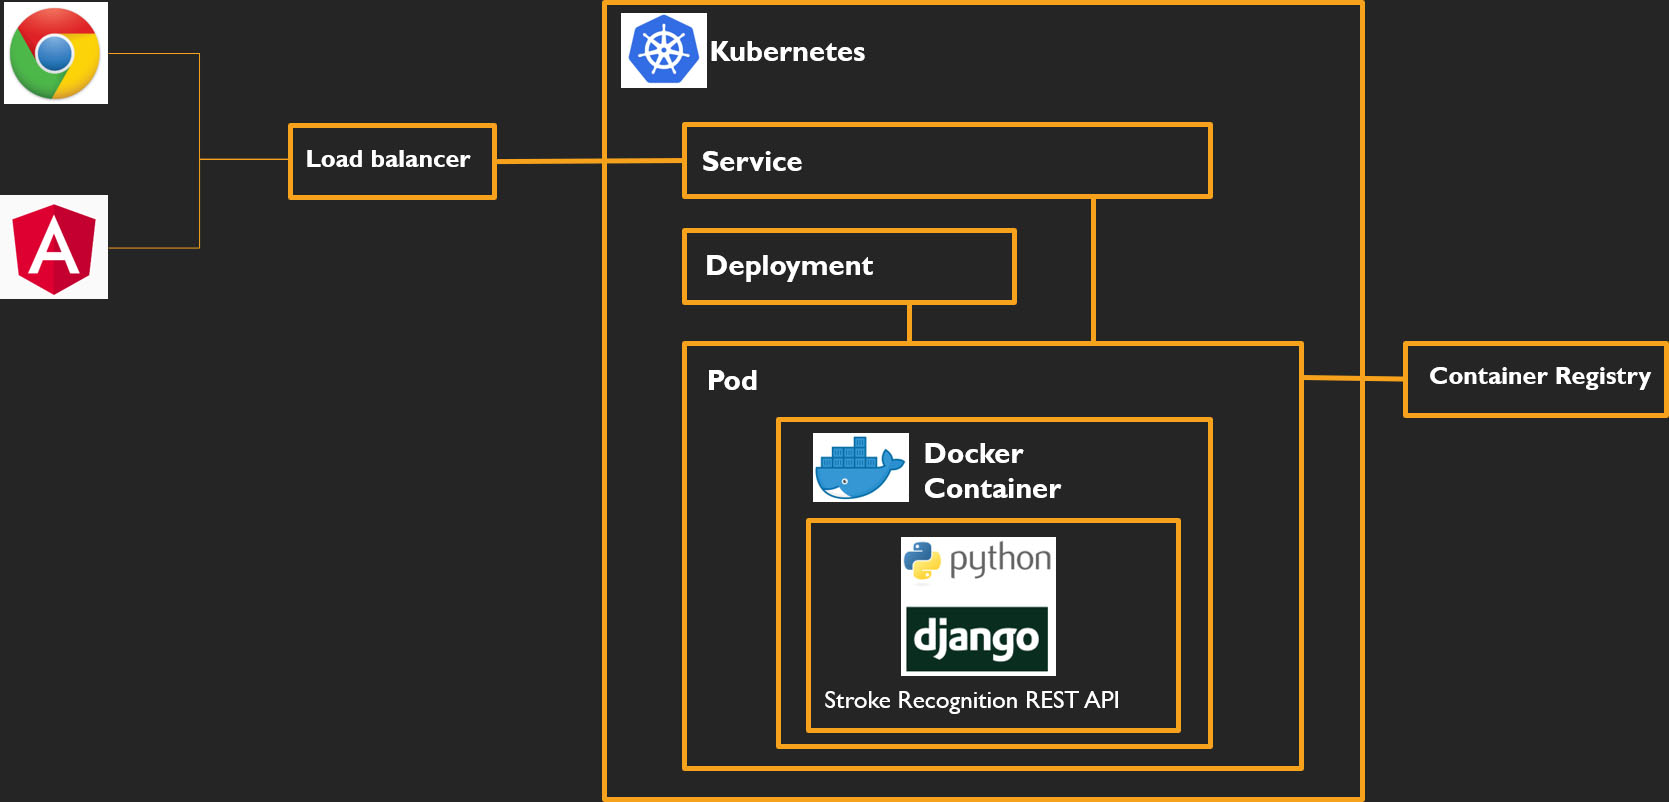 Kubernetes
Load balancer
Service
Deployment
Pod
Container Registry
Docker
Container
python
django
Stroke Recognition REST API